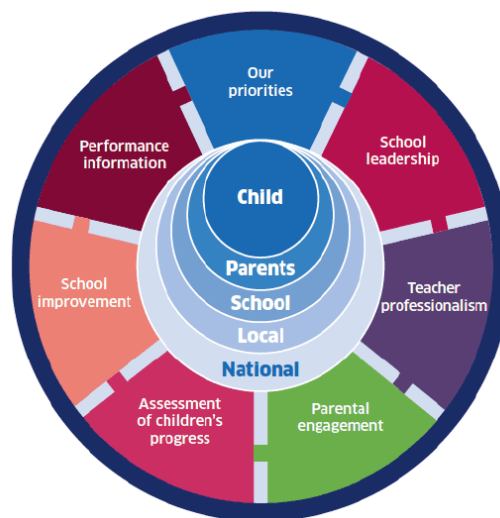 Our
priorities
School
leadership
Teacher
professionalism
Parental
engagement
Assessment
of children's
progress
School
improvement
Performance
information
Child
Parents
School
Local
National